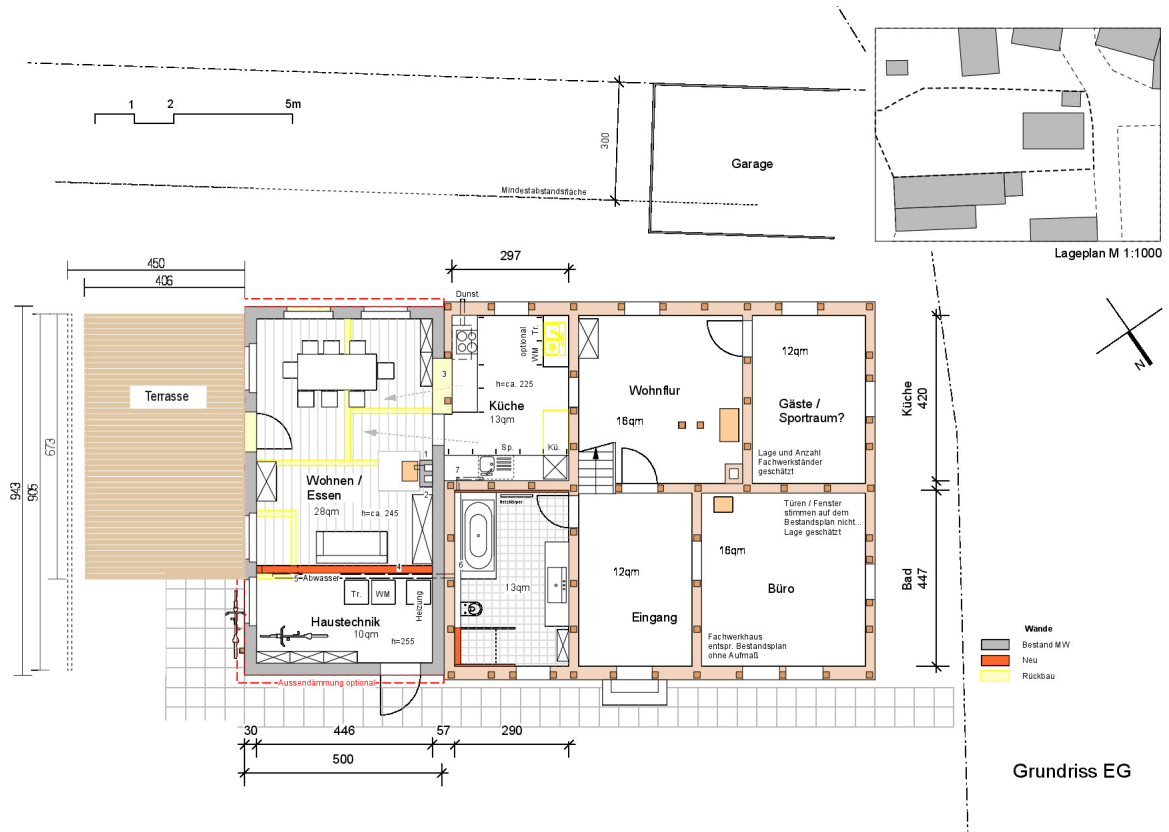 1 2 5m
300
Garage
Mindestabstandsfläche
Lageplan M 1:1000
450
406
297
Dunst.
943
905
673
Terrasse
3
h=ca. 225
optional
WM Tr.
Küche
13qm
Sp.
Kü.
Wohnflur
16qm
12qm
Gäste /
Sportraum?
Lage und Anzahl
Fachwerkständer
geschätzt
Küche
420
N
1
2
7
Wohnen /
Essen
28qm
h=ca. 245
4
5
Abwasser
6
Heizkörper
13qm
Tr.
WM
Heizung
Haustechnik
10qm
h=255
Aussendämmung optional
12qm
Eingang
Türen / Fenster
stimmen auf dem
Bestandsplan nicht...
Lage geschätzt
16qm
Büro
Fachwerkhaus
entspr. Bestandsplan
ohne Aufmaß
Bad
447
Wände
Bestand MW
Neu
Rückbau
30 446 57 290
500
Grundriss EG